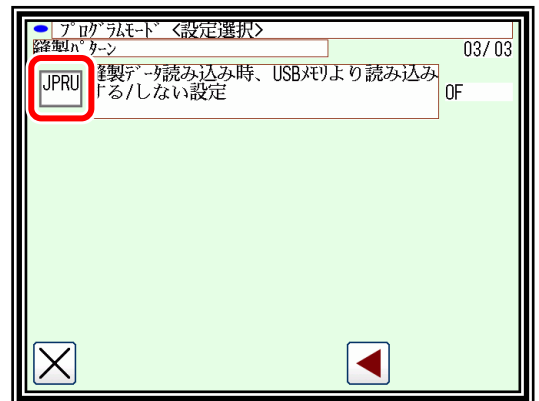 プログラムモード <設定選択>
縫製パターン
03/03
JPRU
縫製データ読み込み時、USBメモリより読み込み
する/しない設定
OF